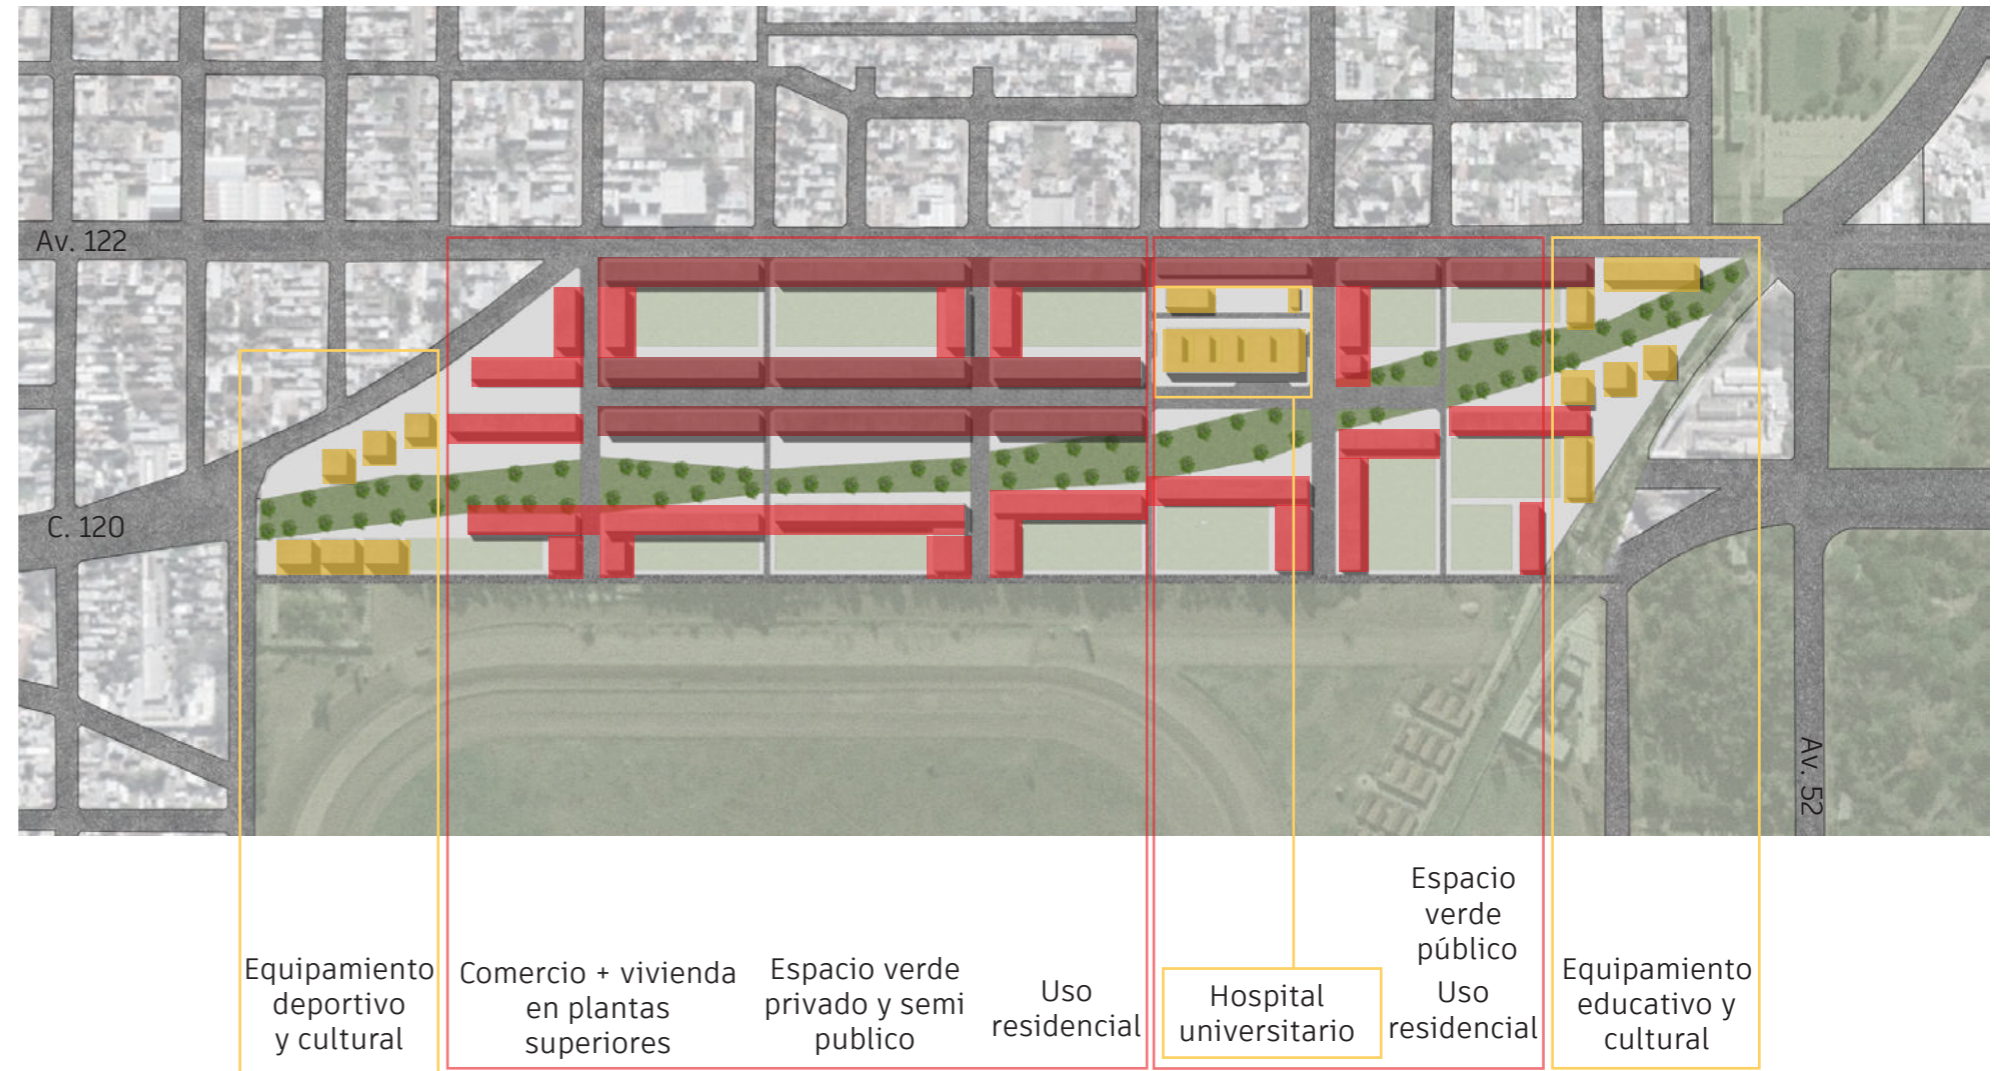 Av. 122
C. 120
Av. 52
Equipamiento
deportivo
y cultural
Comercio + vivienda
en plantas
superiores
Espacio verde
privado y semi
publico
Uso
residencial
Hospital
universitario
Espacio
verde
público
Uso
residencial
Equipamiento
educativo y
cultural